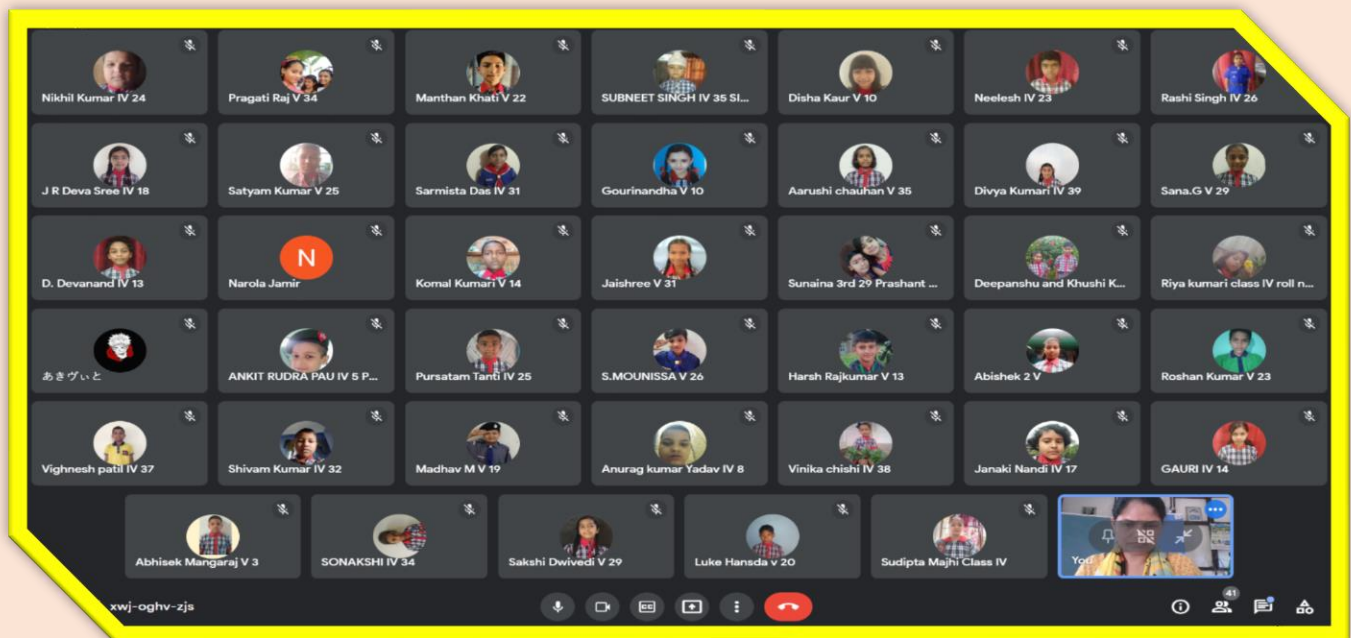 Nikhil Kumar IV 24
Pragati Raj V 34
Manthan Khati V 22
SUBNEET SINGH IV 35 SI...
Disha Kaur V 10
Neelesh IV 23
Rashi Singh IV 26
J R Deva Sree IV 18
Satyam Kumar V 25
Sarmista Das IV 31
Gourinandha V 10
Aarushi chauhan V 35
Divya Kumari IV 39
Sana.G V 29
D. Devanand IV 13
N
Narola Jamir
Komal Kumari V 14
Jaishree V 31
Sunaina 3rd 29 Prashant ...
Deepanshu and Khushi K...
Riya kumari class IV roll n...
あきヴぃと
ANKIT RUDRA PAU IV 5 P...
Pursatam Tanti IV 25
S.MOUNISSA V 26
Harsh Rajkumar V 13
Abishek 2 V
Roshan Kumar V 23
Vighnesh patil IV 37
Shivam Kumar IV 32
Madhav M V 19
Anurag kumar Yadav IV 8
Vinika chishi IV 38
Janaki Nandi IV 17
GAURI IV 14
Abhisek Mangaraj V 3
SONAKSHI IV 34
Sakshi Dwivedi V 29
Luke Hansda v 20
Sudipta Majhi Class IV
You
xwj-oghv-zjs
CC
41